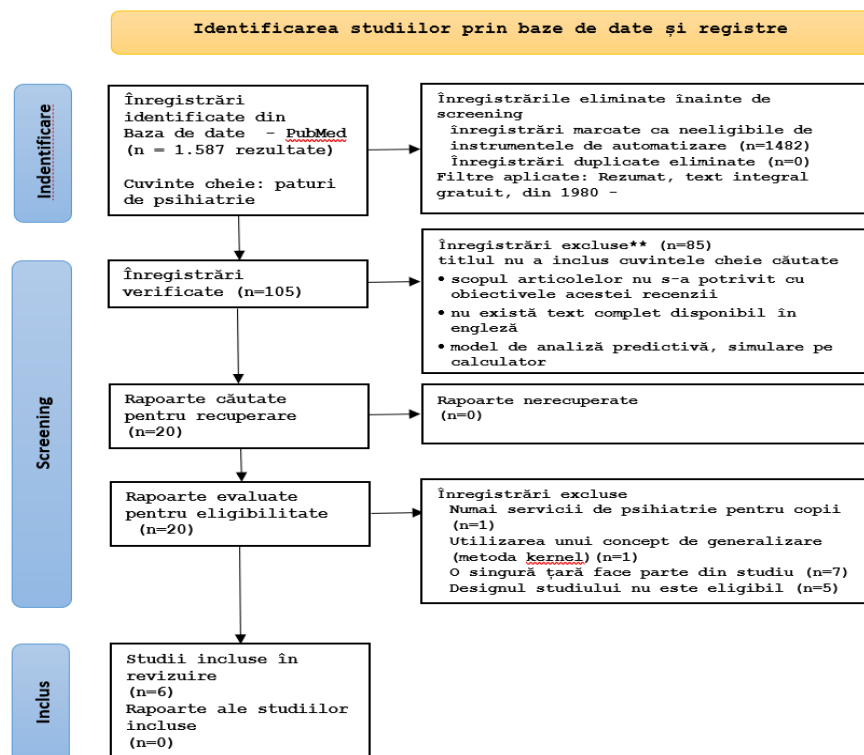 Identificarea studiilor prin baze de date și registre
Indentificare
Înregistrări
identificate din
Baza de date - PubMed
(n = 1.587 rezultate)
Cuvinte cheie: paturi
de psihiatrie
Înregistrările eliminate înainte de
screening
înregistrări marcate ca neeligibile de
instrumentele de automatizare (n=1482)
Înregistrări duplicate eliminate (n=0)
Filtre aplicate: Rezumat, text integral
gratuit, din 1980 -
Screening
Înregistrări
verificate (n=105)
Înregistrări excluse** (n=85)
titlul nu a inclus cuvintele cheie căutate
• scopul articolelor nu s-a potrivit cu
obiectivele acestei recenzii
• nu există text complet disponibil în
engleză
• model de analiză predictivă, simulare pe
calculator
Rapoarte căutate
pentru recuperare
(n=20)
Rapoarte nerecuperate
(n=0)
Rapoarte evaluate
pentru eligibilitate
(n=20)
Înregistrări excluse
Numai servicii de psihiatrie pentru copii
(n=1)
Utilizarea unui concept de generalizare
(metoda kernel) (n=1)
O singură țară face parte din studiu (n=7)
Designul studiului nu este eligibil (n=5)
Inclus
Studii incluse în
revizuire
(n=6)
Rapoarte ale studiilor
incluse
(n=0)